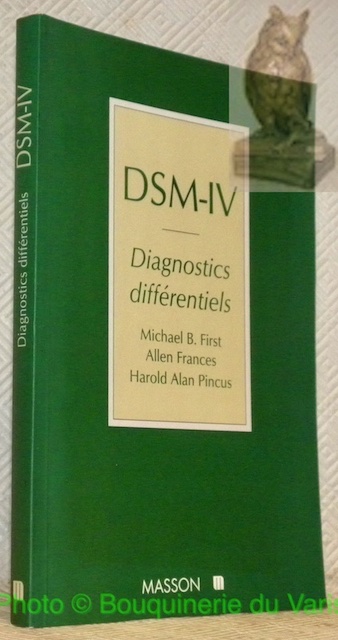 DSM-IV
Diagnostics
différentiels
Michael B. First
Allen Frances
Harold Alan Pincus
MASSON
Diagnostics différentiels DSM-IV
Photo © Bouquinerie du Varis